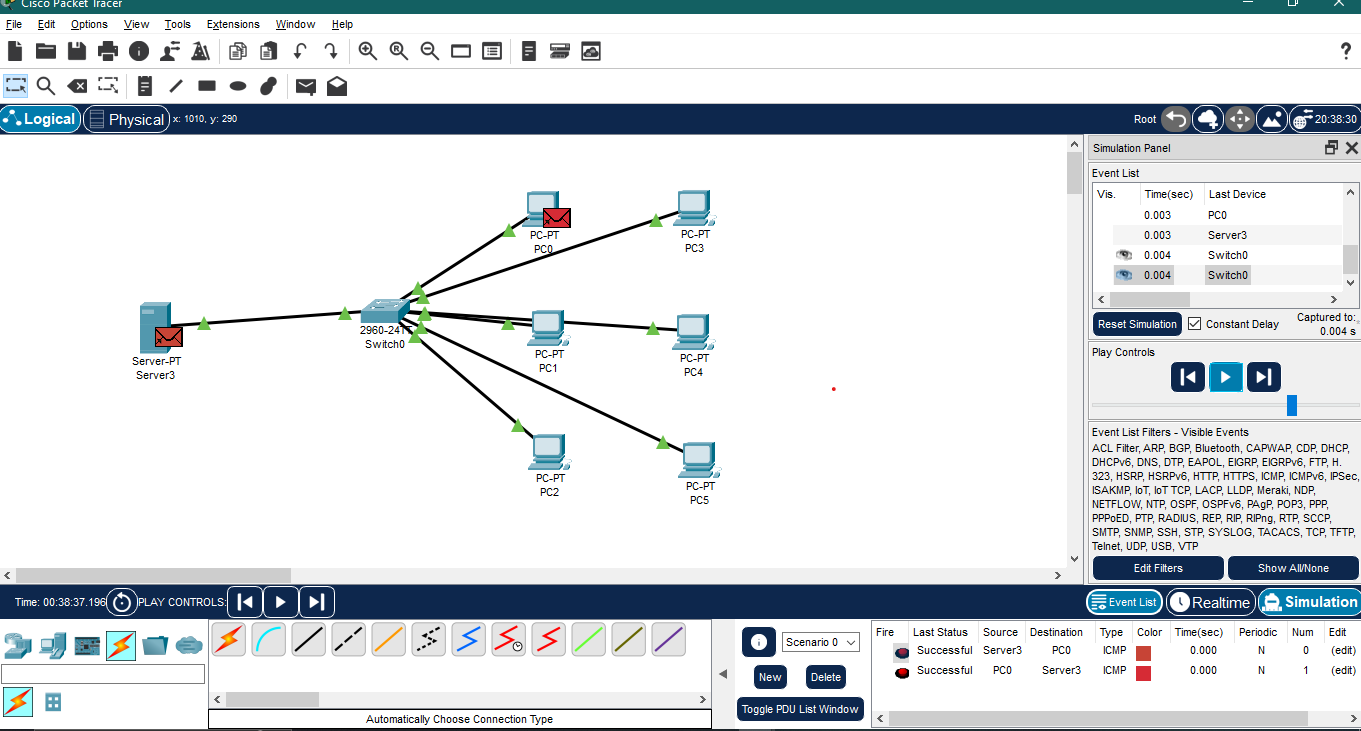 Cisco Packet Tracer
File Edit Options View Tools Extensions Window Help
?
Logical Physical x: 1010, y: 290 Root 20:38:30
Simulation Panel
Event List
Vis. Time(sec) Last Device
0.003 PC0
0.003 Server3
0.004 Switch0
0.004 Switch0
Reset Simulation Constant Delay Captured to:
0.004 s
Play Controls
Event List Filters - Visible Events
ACL Filter, ARP, BGP, Bluetooth, CAPWAP, CDP, DHCP,
DHCPv6, DNS, DTP, EAPOL, EIGRP, EIGRPv6, FTP, H.
323, HSRP, HSRPv6, HTTP, HTTPS, ICMP, ICMPv6, IPSec,
ISAKMP, IoT, IoT TCP, LACP, LLDP, Meraki, NDP,
NETFLOW, NTP, OSPF, OSPFv6, PAgP, POP3, PPP,
PPPoED, PTP, RADIUS, REP, RIP, RIPng, RTP, SCCP,
SMTP, SNMP, SSH, STP, SYSLOG, TACACS, TCP, TFTP,
Telnet, UDP, USB, VTP
Edit Filters Show All/None
PC-PT
PC0
PC-PT
PC3
Server-PT
Server3
Switch0
PC-PT
PC1
PC-PT
PC4
PC-PT
PC2
PC-PT
PC5
Time: 00:38:37.196 PLAY CONTROLS: Event List Realtime Simulation
Scenario 0
New Delete
Toggle PDU List Window
Fire Last Status Source Destination Type Color Time(sec) Periodic Num Edit
Successful Server3 PC0 ICMP 0.000 N 0 (edit)
Successful PC0 Server3 ICMP 0.000 N 1 (edit)
Automatically Choose Connection Type